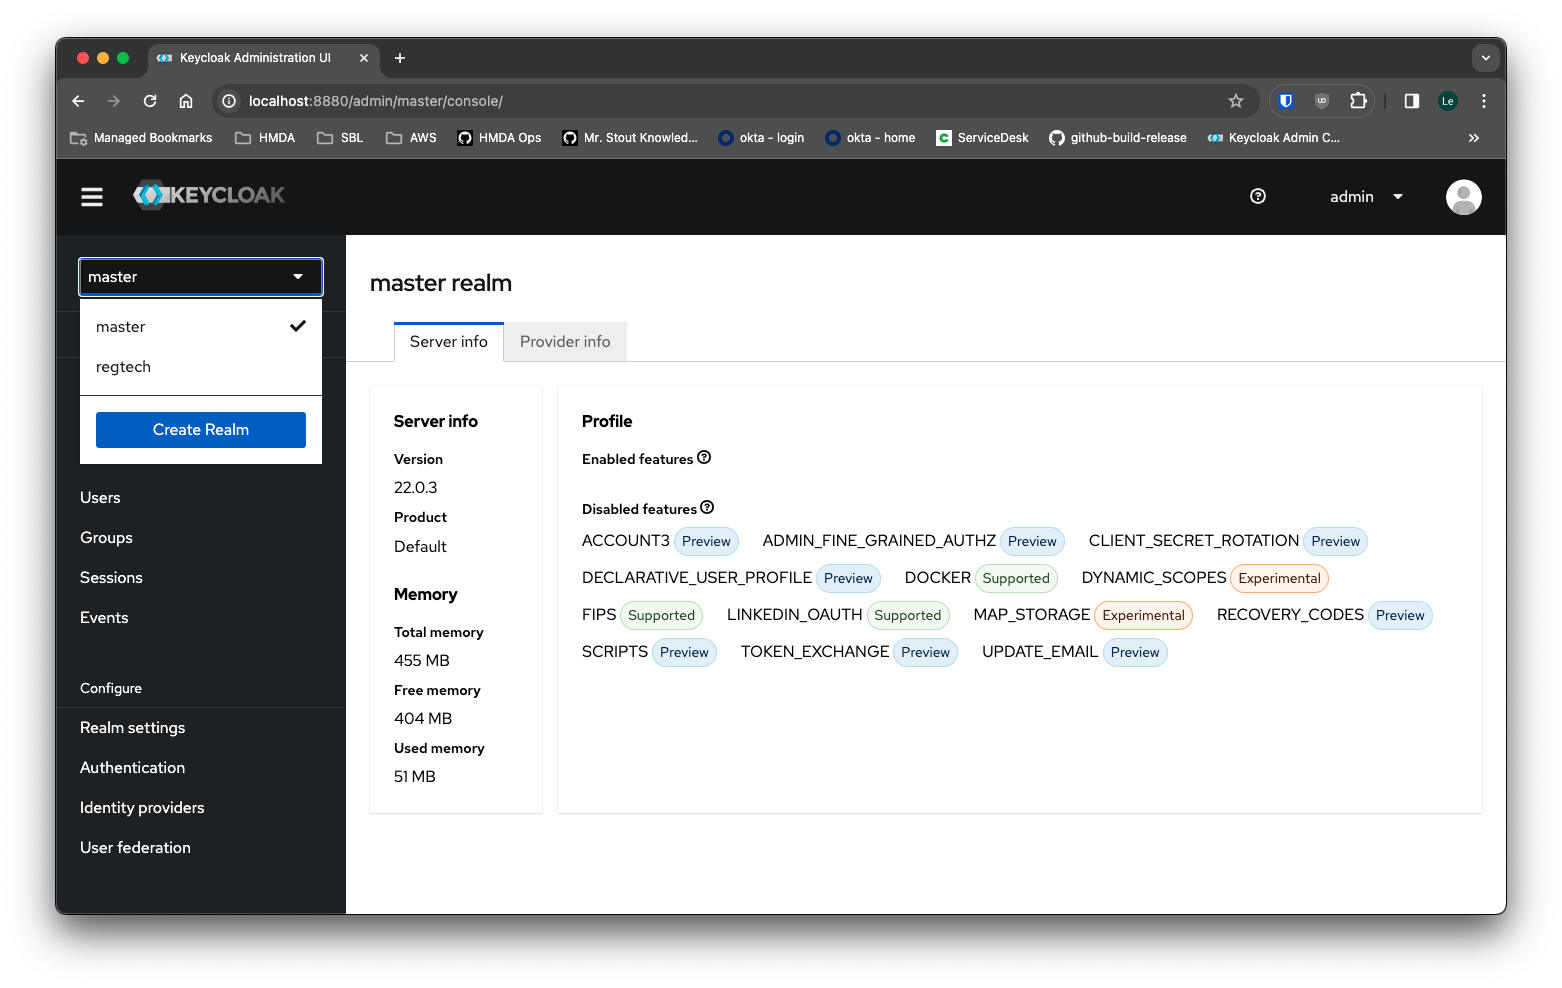 Keycloak Administration UI
localhost:8880/admin/master/console/
Le
Managed Bookmarks HMDA SBL AWS HMDA Ops Mr. Stout Knowled... okta - login okta - home ServiceDesk github-build-release Keycloak Admin C...
KEYCLOAK
admin
master
master
regtech
Create Realm
Users
Groups
Sessions
Events
Configure
Realm settings
Authentication
Identity providers
User federation
master realm
Server info Provider info
Server info
Version
22.0.3
Product
Default
Memory
Total memory
455 MB
Free memory
404 MB
Used memory
51 MB
Profile
Enabled features
Disabled features
ACCOUNT3 Preview ADMIN_FINE_GRAINED_AUTHZ Preview CLIENT_SECRET_ROTATION Preview
DECLARATIVE_USER_PROFILE Preview DOCKER Supported DYNAMIC_SCOPES Experimental
FIPS Supported LINKEDIN_OAUTH Supported MAP_STORAGE Experimental RECOVERY_CODES Preview
SCRIPTS Preview TOKEN_EXCHANGE Preview UPDATE_EMAIL Preview